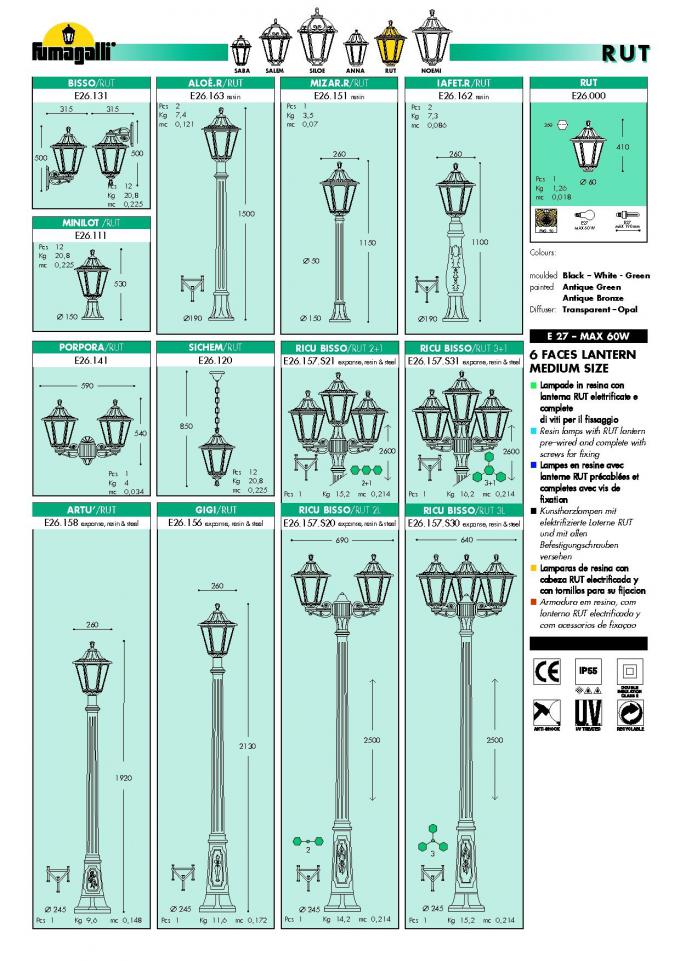 fumagalli
SABA
SALEM
SILOE
ANNA
RUT
NOEMI
RUT
BISSO/RUT
E26.131
315 315
500
500
Pcs 12
Kg 20,8
mc 0,225
ALOÈ.R/RUT
E26.163 resin
Pcs 2
Kg 7,4
mc 0,121
1500
Ø190
MIZAR.R/RUT
E26.151 resin
Pcs 1
Kg 3,5
mc 0,07
260
1150
Ø 50
Ø 150
IAFET.R/RUT
E26.162 resin
Pcs 2
Kg 7,3
mc 0,086
260
1100
Ø190
RUT
E26.000
260
410
Pcs 1
Kg 1,26
mc 0,018
Ø 60
E27
MAX 60W
MINILOT /RUT
E26.111
Pcs 12
Kg 20,8
mc 0,225
530
Ø 150
Colours:
moulded Black – White - Green
painted Antique Green
Antique Bronze
Diffuser: Transparent –Opal
E 27 – MAX 60W
6 FACES LANTERN
MEDIUM SIZE
Lampade in resina con
lanterna RUT elettrificate e
complete
di viti per il fissaggio
Resin lamps with RUT lantern
pre-wired and complete with
screws for fixing
Lampes en resine avec
lanterne RUT précablées et
completes avec vis de
fixation
Kunstharzlampen mit
elektrifizierte Laterne RUT
und mit allen
Befestigungschrauben
versehen
Lamparas de resina con
cabeza RUT electrificada y
con tornillos para su fijacion
Armadura em resina, com
lanterna RUT electrificada y
com acessorios de fixaçao
PORPORA/RUT
E26.141
590
540
Pcs 1
Kg 4
mc 0,034
SICHEM/RUT
E26.120
850
Pcs 12
Kg 20,8
mc 0,225
RICU BISSO/RUT 2+1
E26.157.S21 expanse, resin & steel
2600
2+1
Pcs 1 Kg 15,2 mc 0,214
RICU BISSO/RUT 3+1
E26.157.S31 expanse, resin & steel
2600
3+1
Pcs 1 Kg 16,2 mc 0,214
ARTU'/RUT
E26.158 expanse, resin & steel
260
1920
Ø 245
Pcs 1 Kg 9,6 mc 0,148
GIGI/RUT
E26.156 expanse, resin & steel
260
2130
Ø 245
Pcs 1 Kg 11,6 mc 0,172
RICU BISSO/RUT 2L
E26.157.S20 expanse, resin & steel
690
2500
2
Ø 245
Pcs 1 Kg 14,2 mc 0,214
RICU BISSO/RUT 3L
E26.157.S30 expanse, resin & steel
640
2500
3
Ø 245
Pcs 1 Kg 15,2 mc 0,214
CE
IP55
DOUBLE
INSULATION
CLASS II
ANTI-SHOCK
U.V.
UV TREATED
RECYCLABLE